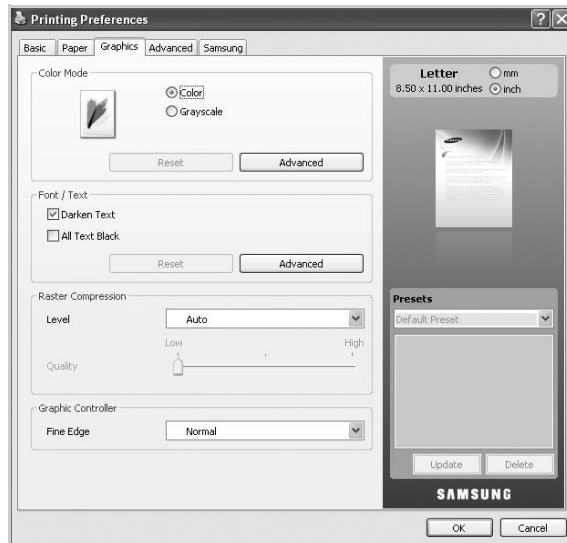 Printing Preferences
Basic Paper Graphics Advanced Samsung
Color Mode
Color
Grayscale
Reset Advanced
Font / Text
Darken Text
All Text Black
Reset Advanced
Raster Compression
Level Auto
Low High
Quality
Graphic Controller
Fine Edge Normal
Letter mm
8.50 x 11.00 inches inch
Presets
Default Preset
Update Delete
SAMSUNG
OK Cancel